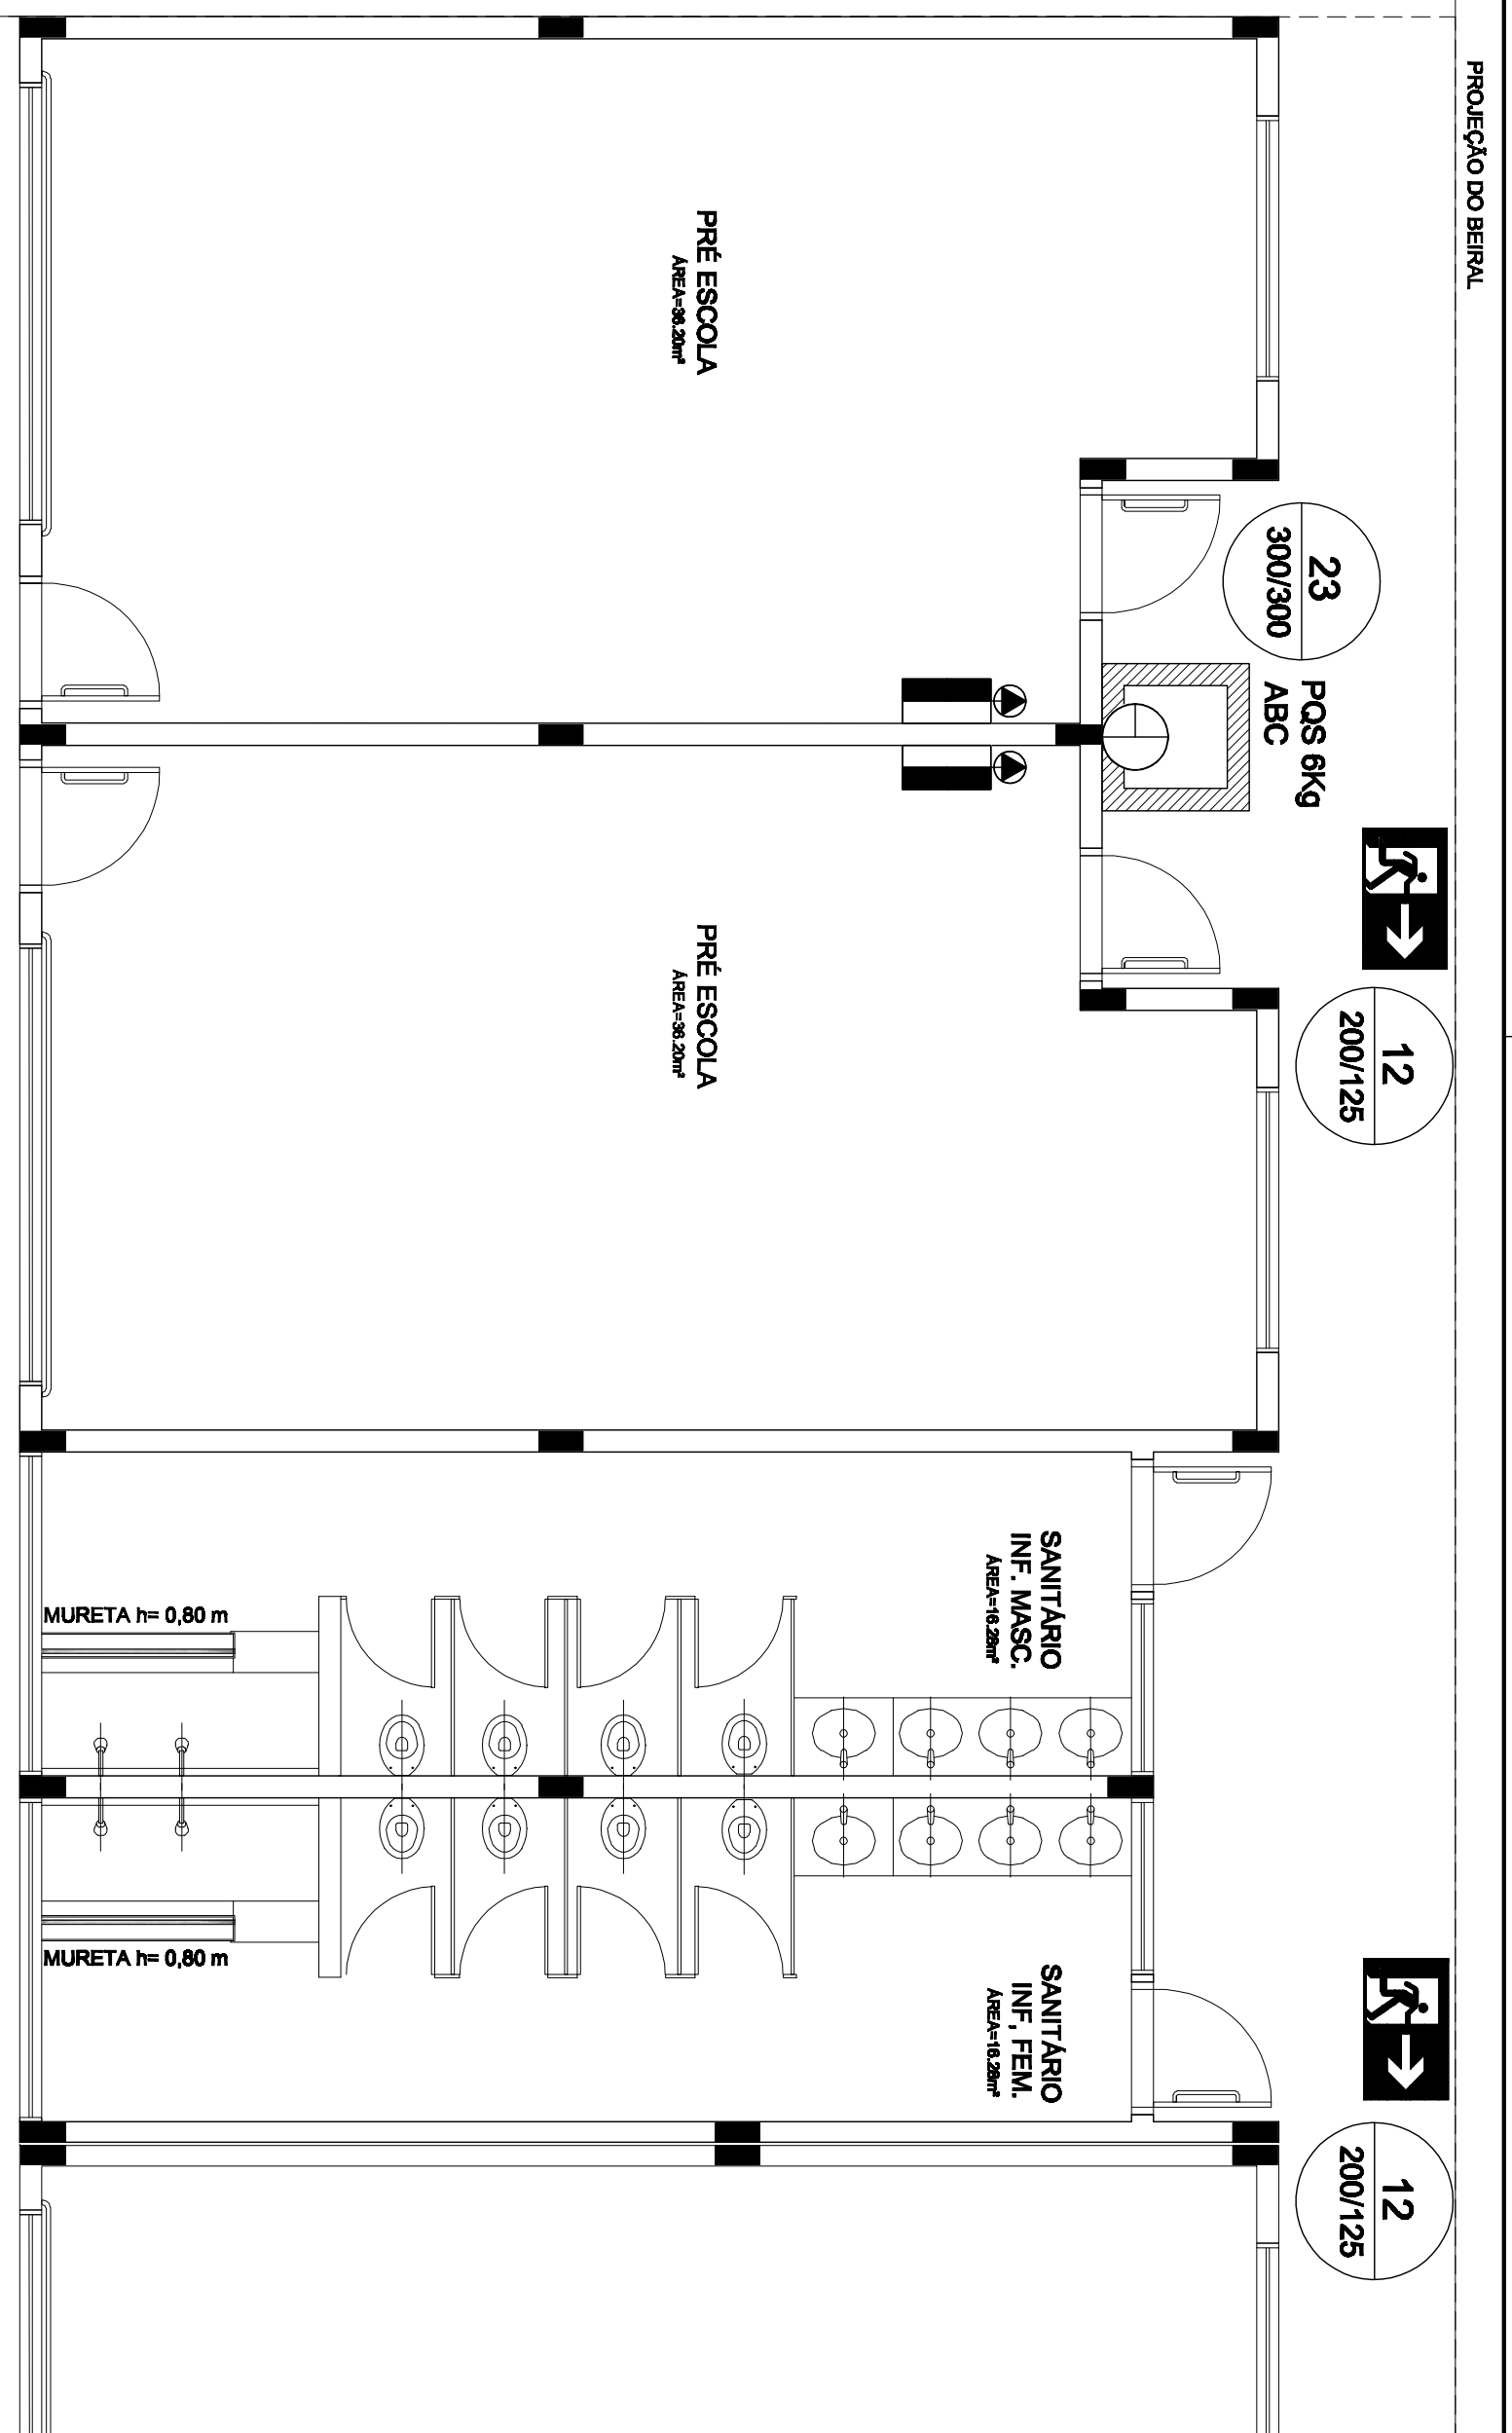 PROJEÇÃO DO BEIRAL
PRÉ ESCOLA
ÁREA=36.20m²
23
300/300
PQS 6Kg
ABC
PRÉ ESCOLA
ÁREA=36.20m²
12
200/125
SANITÁRIO
INF. MASC.
ÁREA=16.28m²
MURETA h= 0,80 m
MURETA h= 0,80 m
SANITÁRIO
INF, FEM.
ÁREA=16.28m²
12
200/125